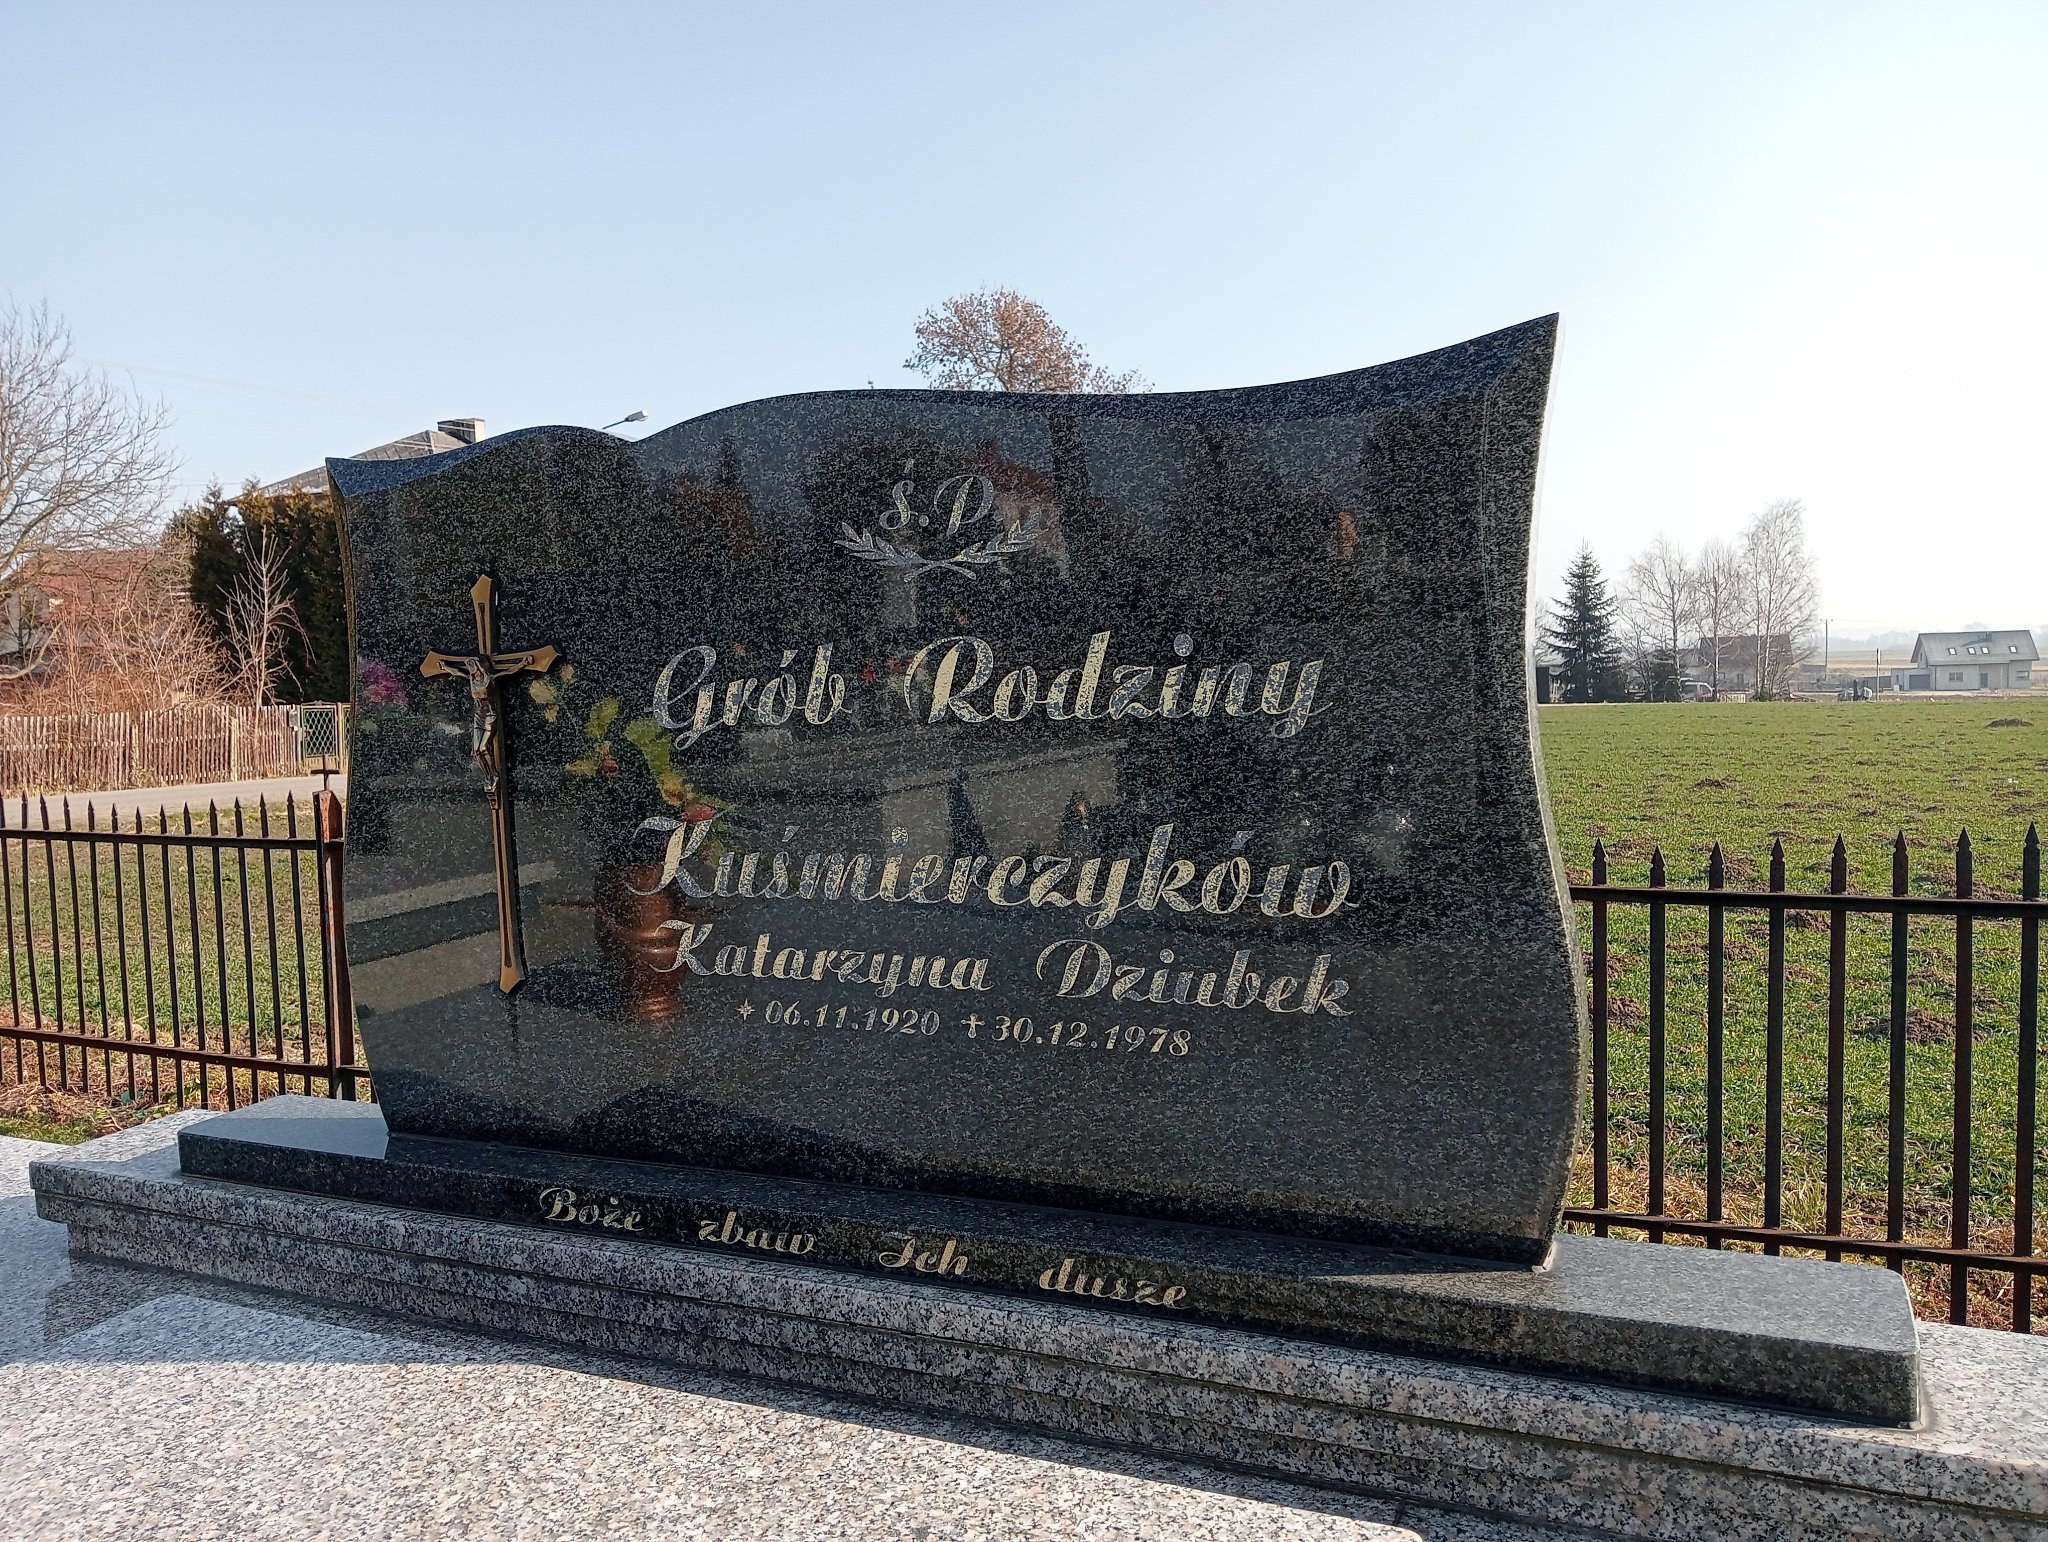 Ś.P.
Grób Rodziny
Kuśmierczyków
Katarzyna Dziubek
* 06.11.1920 ✝ 30.12.1978
Boże zbaw Ich dusze